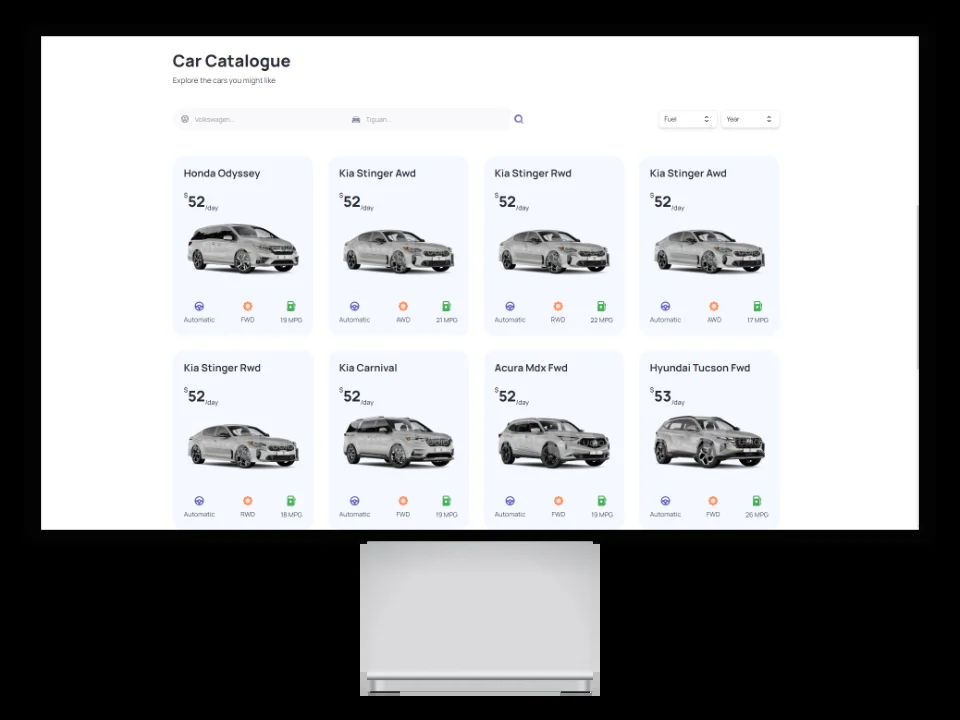 Car Catalogue
Explore the cars you might like
Volkswagen...
Tiguan...
Fuel
Year
Honda Odyssey
$52/day
Automatic
FWD
19 MPG
Kia Stinger Awd
$52/day
Automatic
AWD
21 MPG
Kia Stinger Rwd
$52/day
Automatic
RWD
22 MPG
Kia Stinger Awd
$52/day
Automatic
AWD
17 MPG
Kia Stinger Rwd
$52/day
Automatic
RWD
18 MPG
Kia Carnival
$52/day
Automatic
FWD
19 MPG
Acura Mdx Fwd
$52/day
Automatic
FWD
19 MPG
Hyundai Tucson Fwd
$53/day
Automatic
FWD
26 MPG